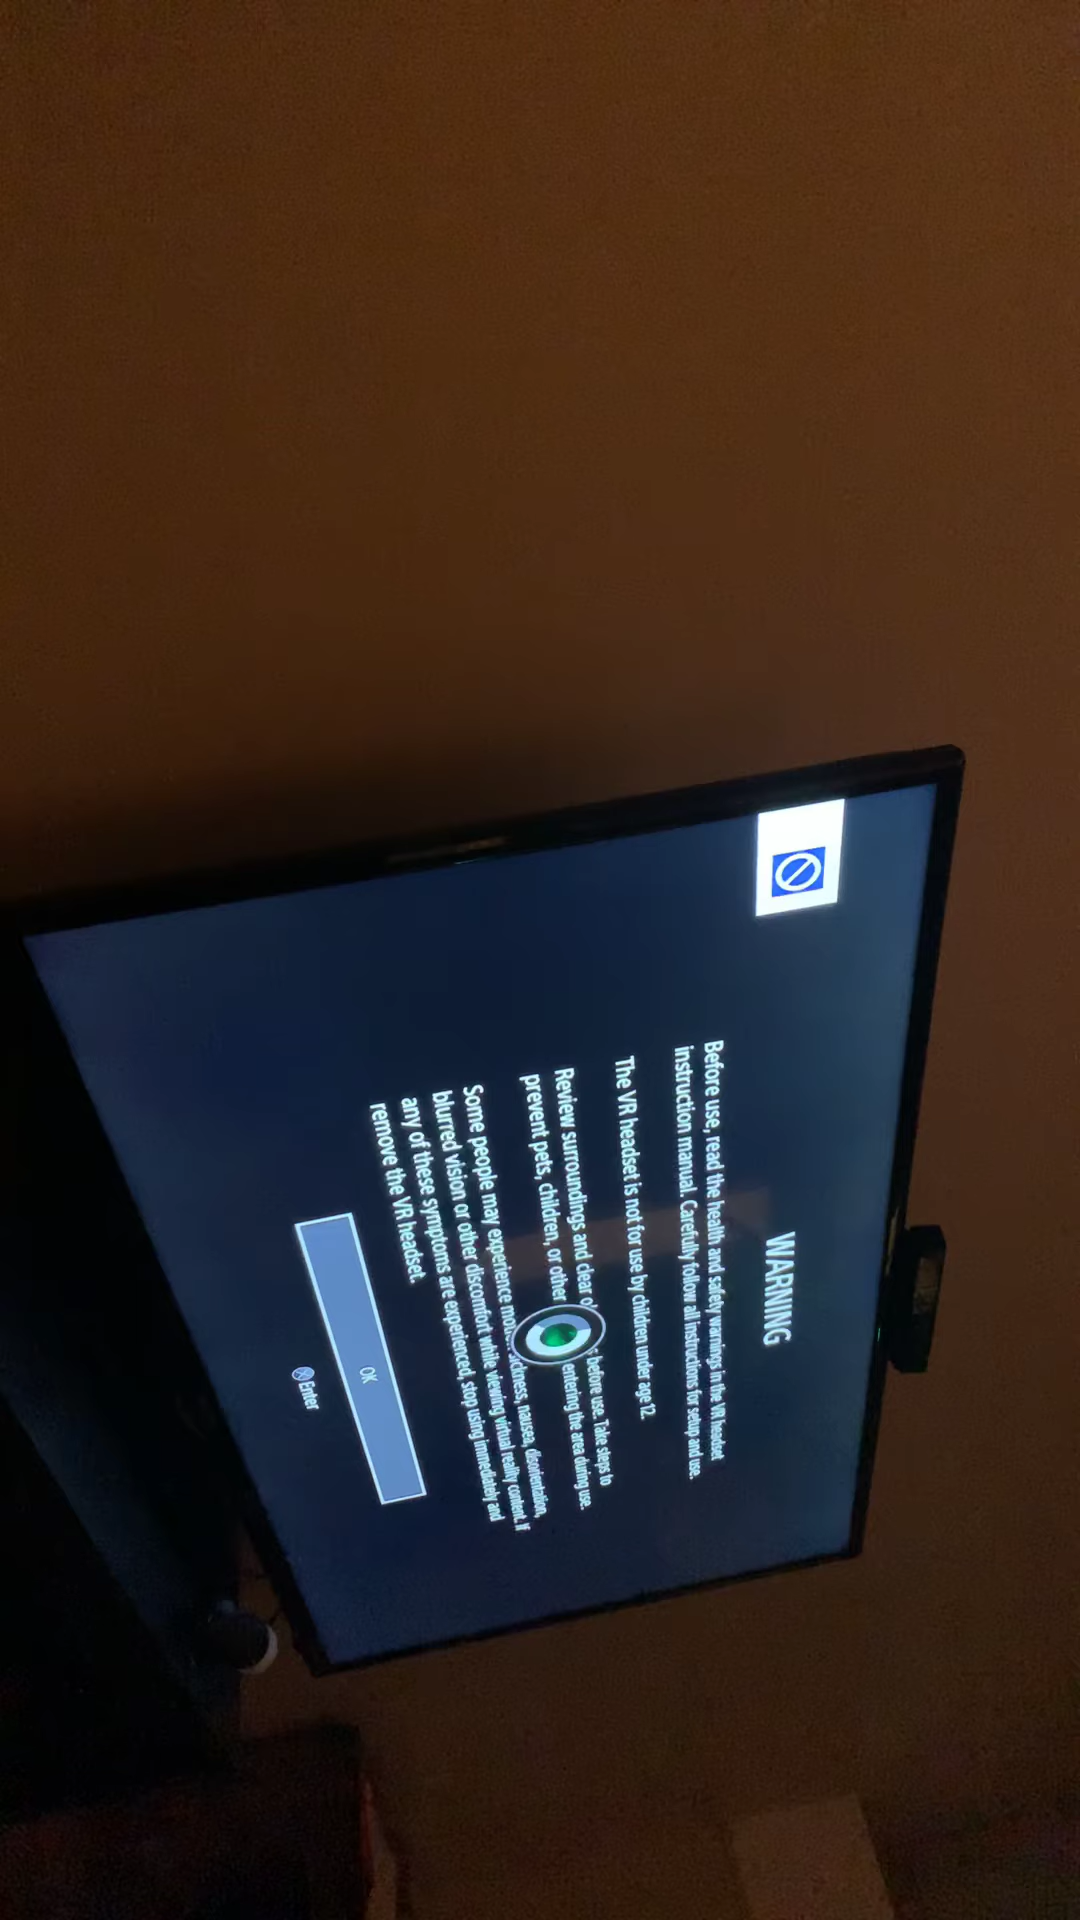 WARNING
Before use, read the health and safety warnings in the VR headset
instruction manual. Carefully follow all instructions for setup and use.
The VR headset is not for use by children under age 12.
Review surroundings and clear before use. Take steps to
prevent pets, children, or other entering the area during use.
Some people may experience motion sickness, nausea, disorientation,
blurred vision or other discomfort while viewing virtual reality content. If
any of these symptoms are experienced, stop using immediately and
remove the VR headset.
OK
Enter